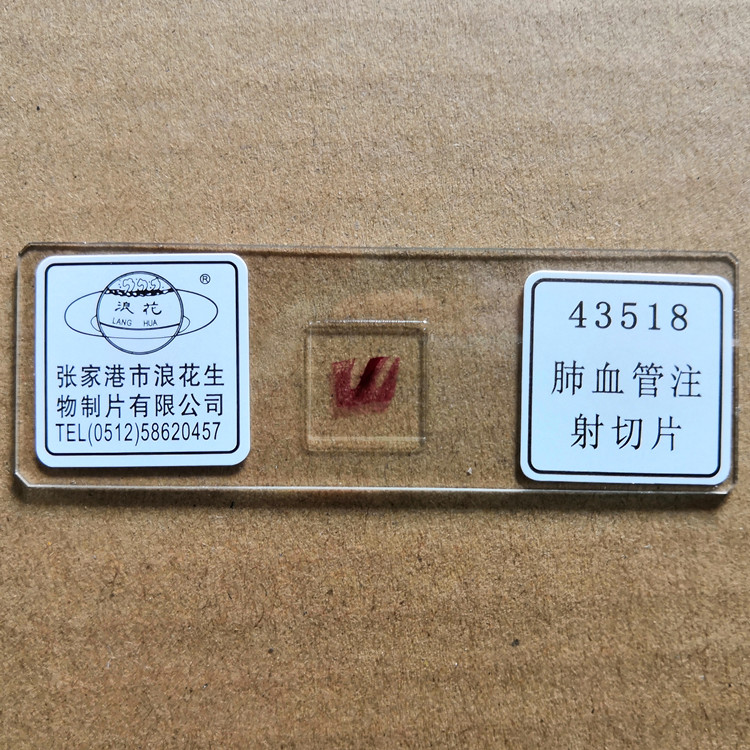 ®
浪花
LANG HUA
张家港市浪花生
物制片有限公司
TEL(0512)58620457
43518
肺血管注
射切片